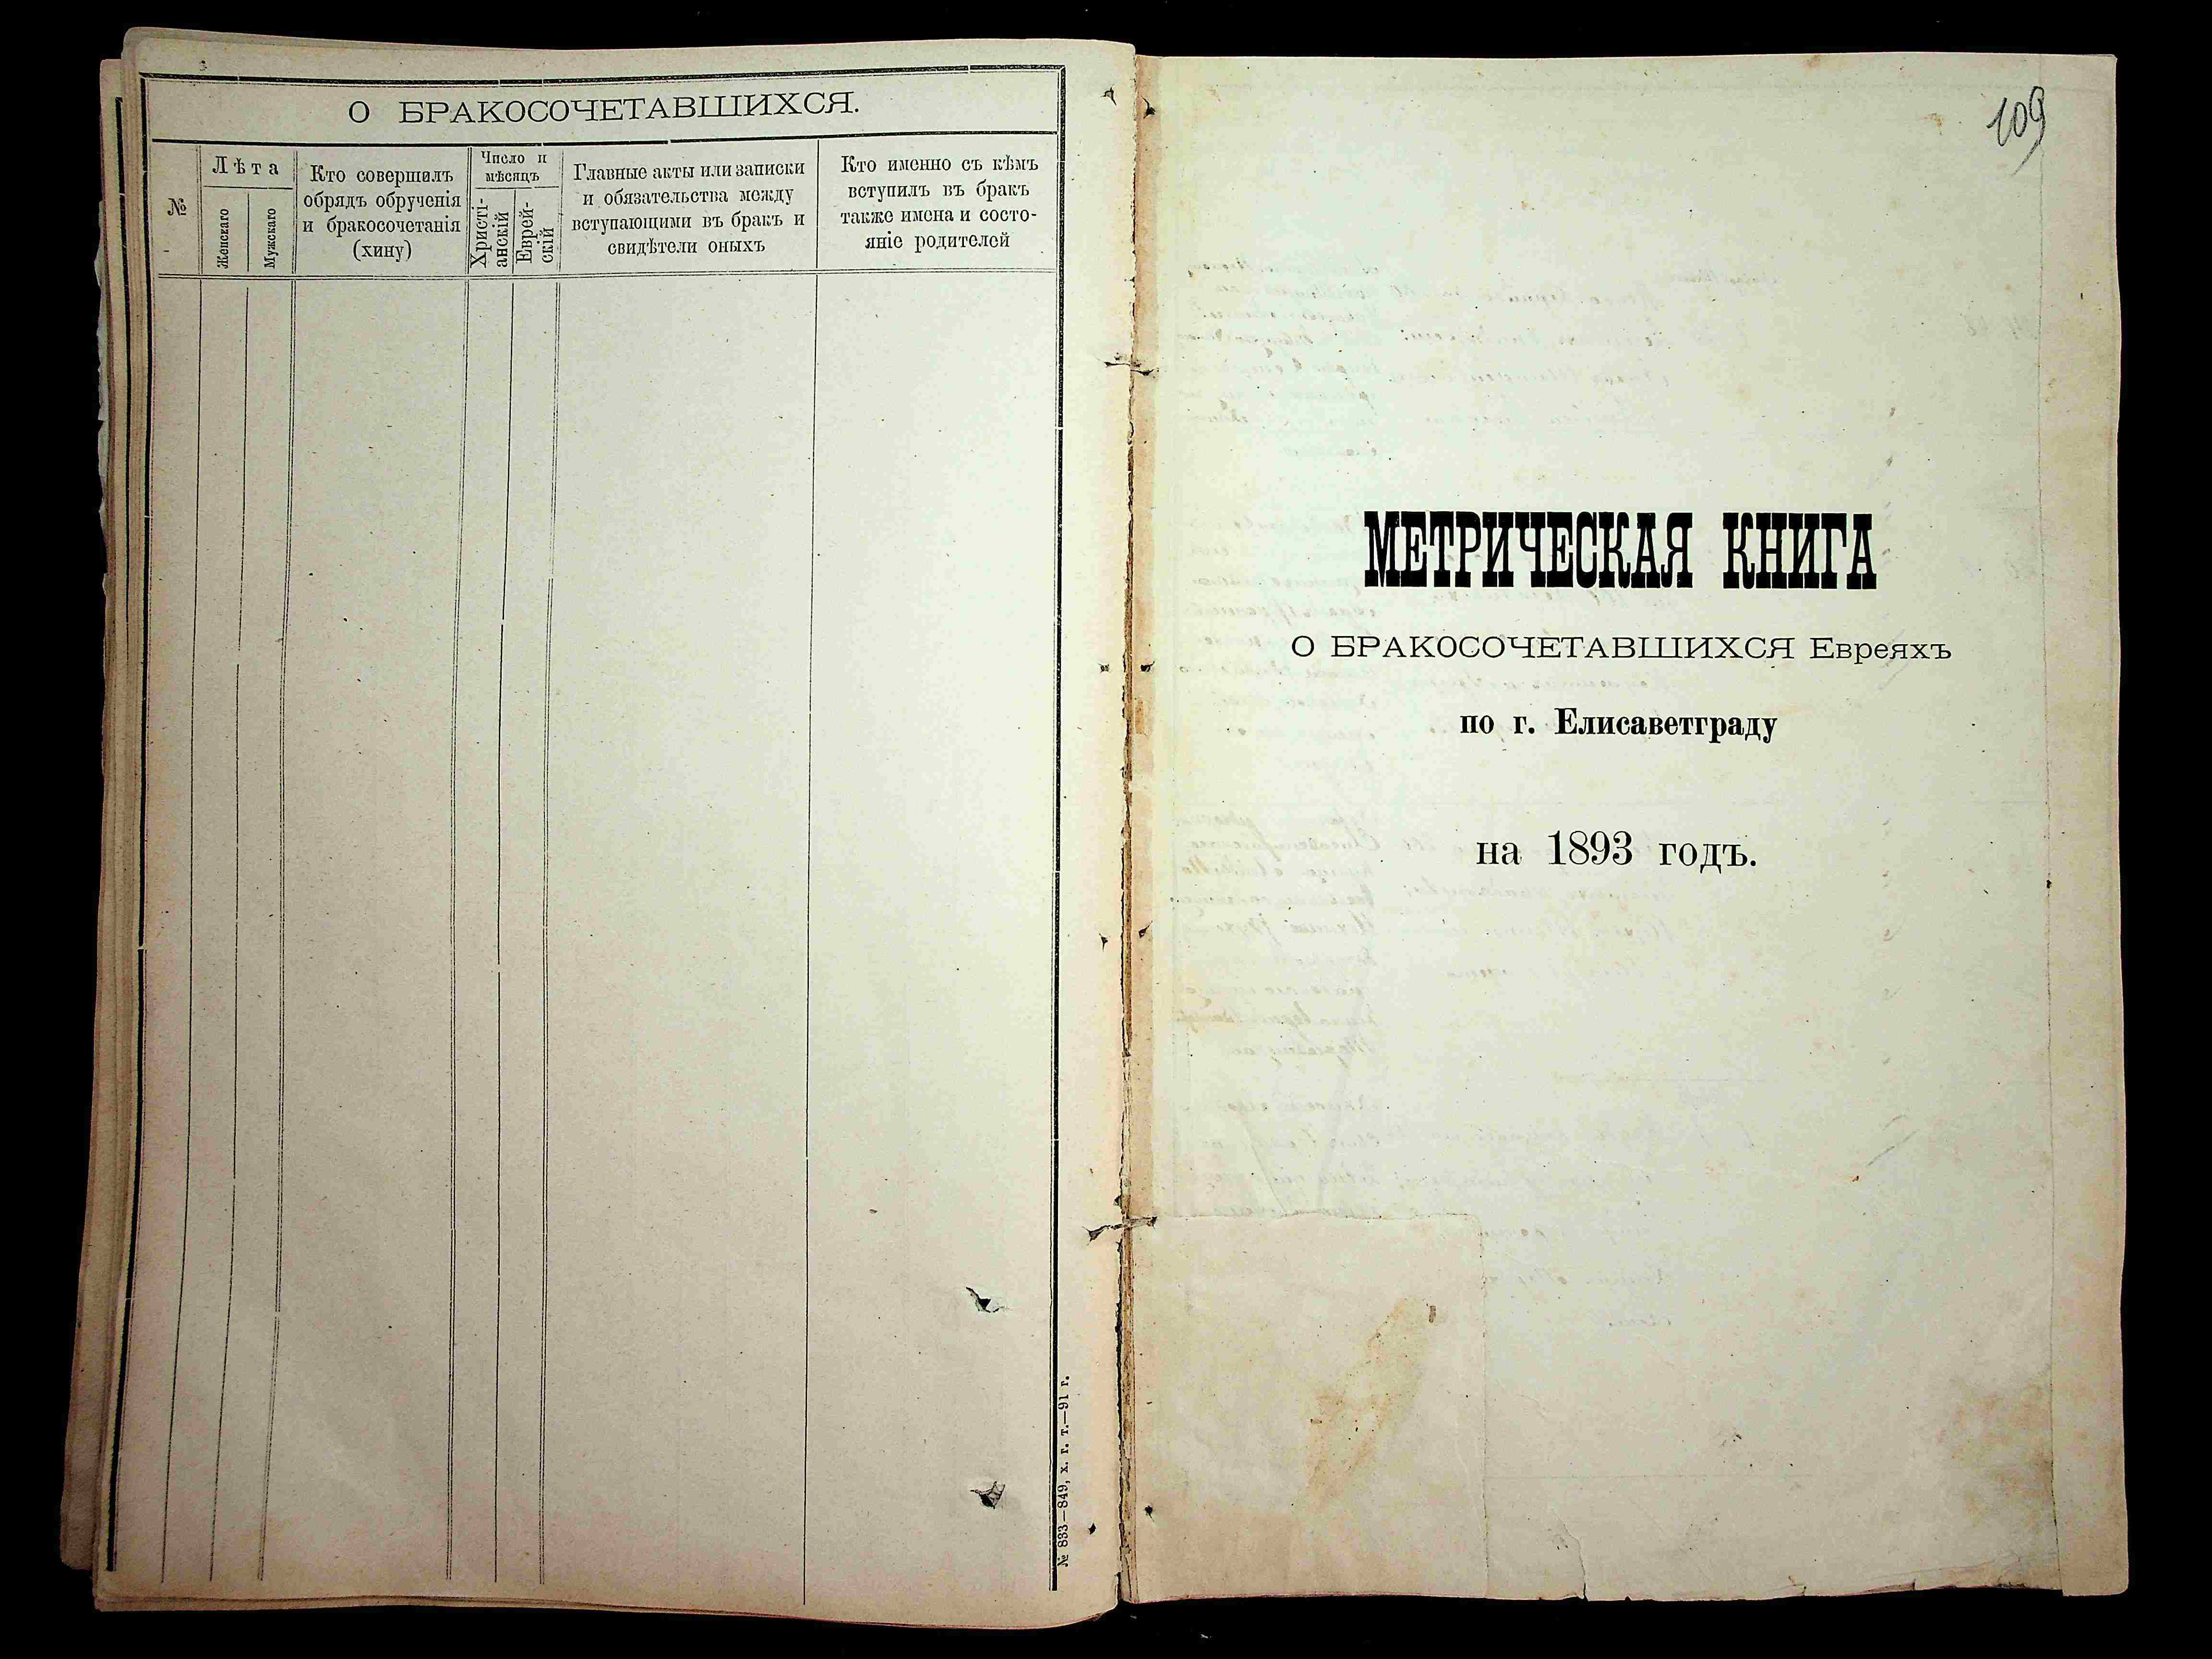 О БРАКОСОЧЕТАВШИХСЯ.
№
Лѣта
Женскаго
Мужскаго
Кто совершилъ
обрядъ обрученія
и бракосочетанія
(хину)
Число и
мѣсяцъ
Христі-
анскій
Еврей-
скій
Главные акты или записки
и обязательства между
вступающими въ бракъ и
свидѣтели оныхъ
Кто именно съ кѣмъ
вступилъ въ бракъ
также имена и состо-
яніе родителей
№ 833—849, х. г. т.—91 г.
109
МЕТРИЧЕСКАЯ КНИГА
О БРАКОСОЧЕТАВШИХСЯ Евреяхъ
по г. Елисаветграду
на 1893 годъ.